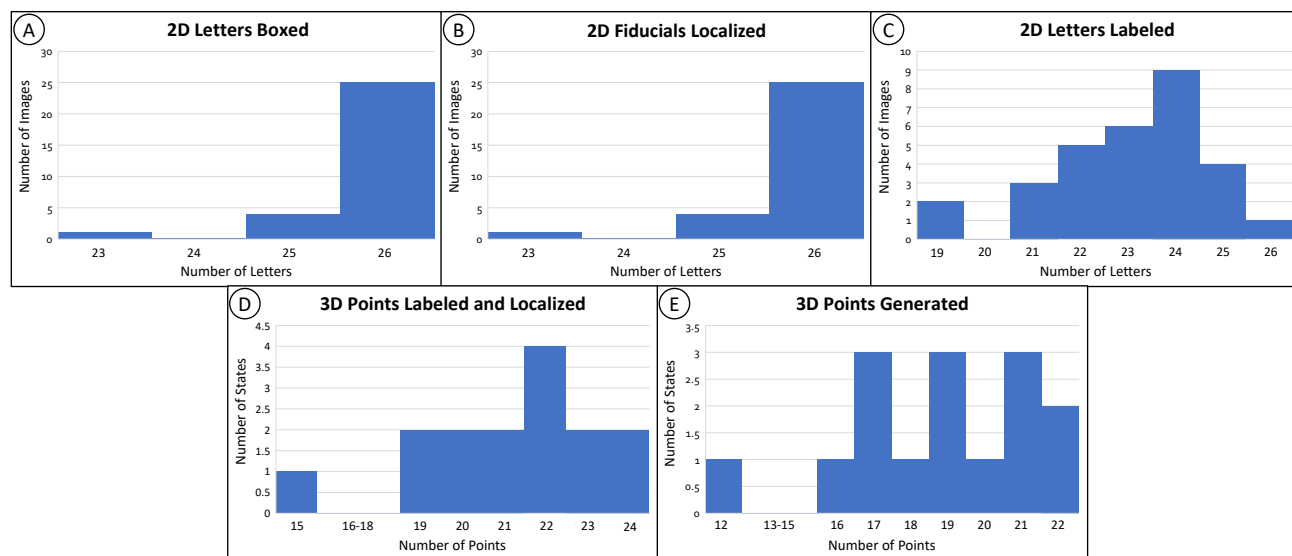 A
2D Letters Boxed
30
25
20
15
10
5
0
Number of Images
23 24 25 26
Number of Letters
B
2D Fiducials Localized
30
25
20
15
10
5
0
Number of Images
23 24 25 26
Number of Letters
C
2D Letters Labeled
10
9
8
7
6
5
4
3
2
1
0
Number of Images
19 20 21 22 23 24 25 26
Number of Letters
D
3D Points Labeled and Localized
4.5
4
3.5
3
2.5
2
1.5
1
0.5
0
Number of States
15 16-18 19 20 21 22 23 24
Number of Points
E
3D Points Generated
3.5
3
2.5
2
1.5
1
0.5
0
Number of States
12 13-15 16 17 18 19 20 21 22
Number of Points